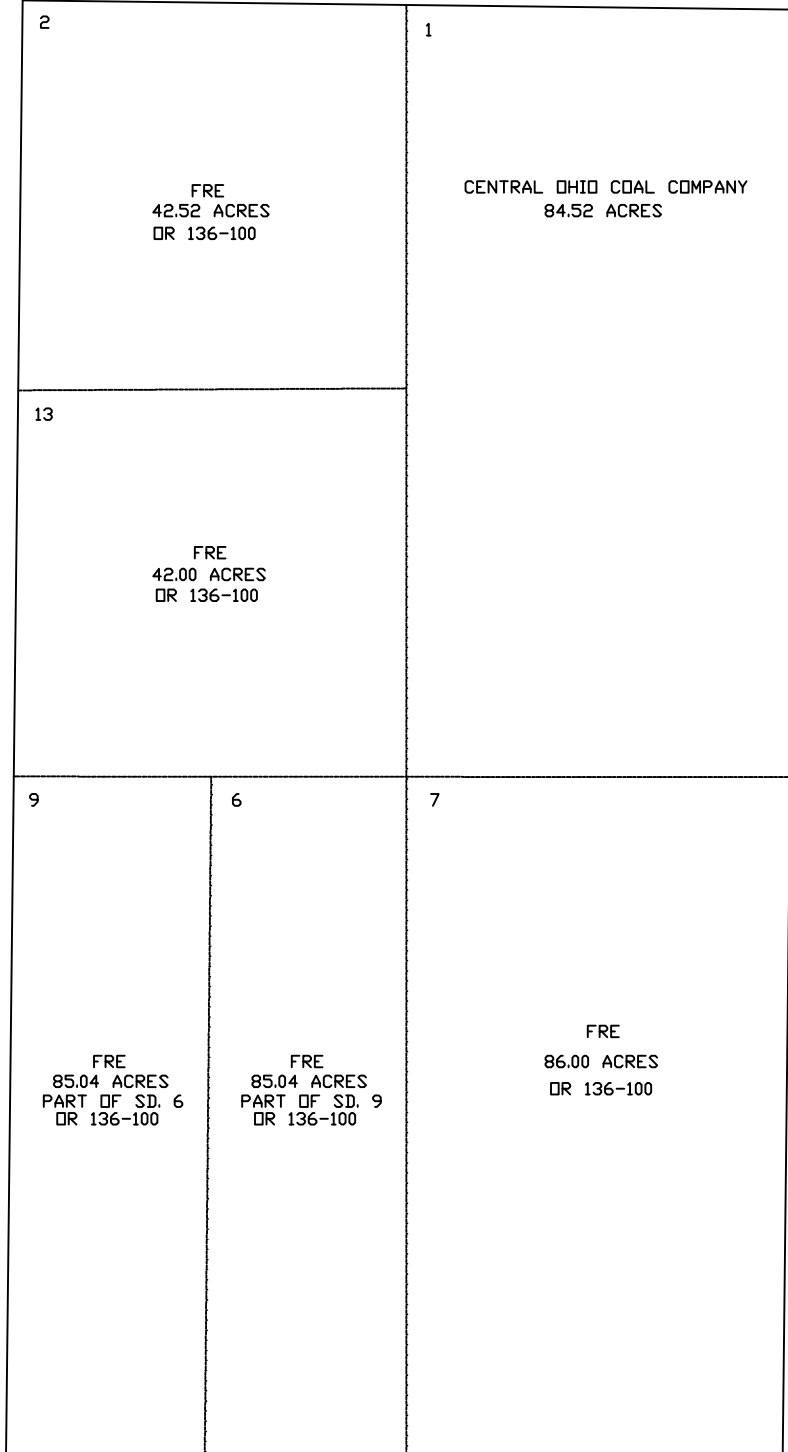 2
FRE
42.52 ACRES
OR 136-100
1
CENTRAL OHIO COAL COMPANY
84.52 ACRES
13
FRE
42.00 ACRES
OR 136-100
9
FRE
85.04 ACRES
PART OF SD. 6
OR 136-100
6
FRE
85.04 ACRES
PART OF SD. 9
OR 136-100
7
FRE
86.00 ACRES
OR 136-100